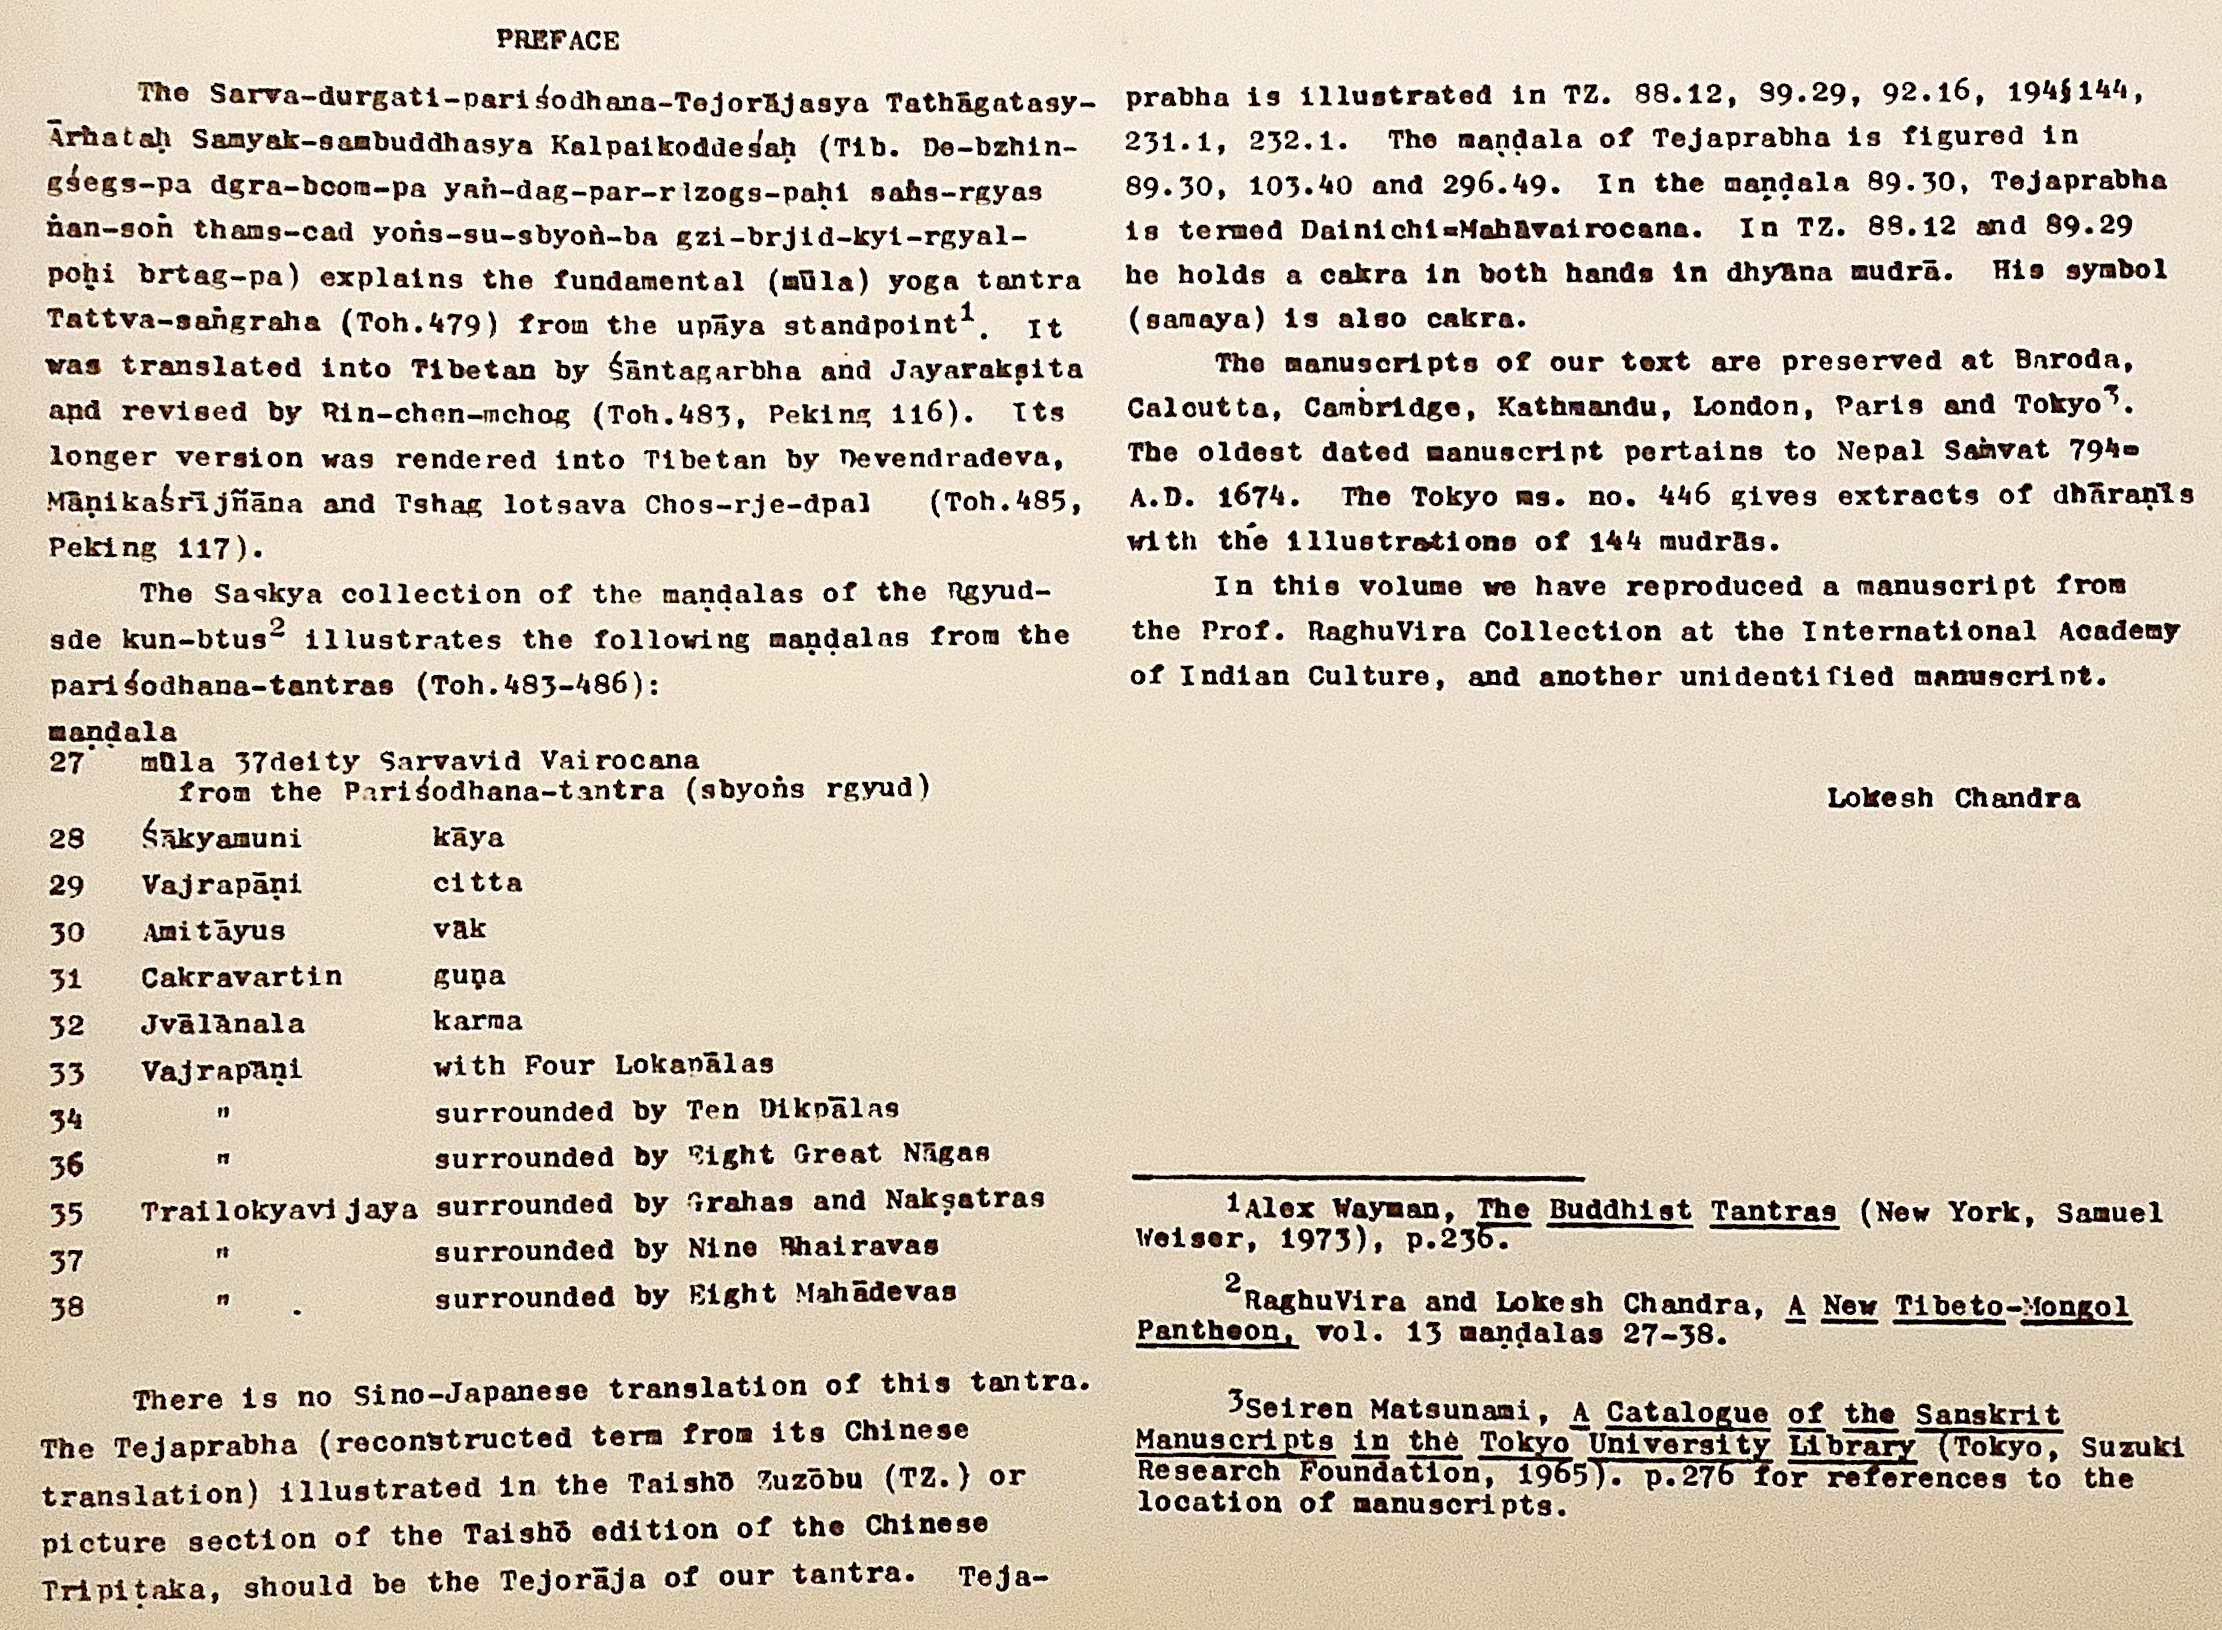 PREFACE
The Sarva-durgati-pariśodhana-Tejorājasya Tathāgatasy-
Ārhataḥ Samyak-sambuddhasya Kalpaikoddeśaḥ (Tib. De-bzhin-
gśegs-pa dgra-bcom-pa yaṅ-dag-par-rdzogs-paḥi saṅs-rgyas
ṅan-soṅ thams-cad yoṅs-su-sbyoṅ-ba gzi-brjid-kyi-rgyal-
poḥi brtag-pa) explains the fundamental (mūla) yoga tantra
Tattva-saṅgraha (Toh.479) from the upāya standpoint¹. It
was translated into Tibetan by Śāntagarbha and Jayarakṣita
and revised by Rin-chen-mchog (Toh.483, Peking 116). Its
longer version was rendered into Tibetan by Devendradeva,
Māṇikaśrījñāna and Tshag lotsava Chos-rje-dpal (Toh.485,
Peking 117).
The Saskya collection of the maṇḍalas of the Rgyud-
sde kun-btus² illustrates the following maṇḍalas from the
pariśodhana-tantras (Toh.483-486):
maṇḍala
27 mūla 37deity Sarvavid Vairocana
from the Pariśodhana-tantra (sbyoṅs rgyud)
28 Śākyamuni kāya
29 Vajrapāṇi citta
30 Amitāyus vāk
31 Cakravartin guṇa
32 Jvālānala karma
33 Vajrapāṇi with Four Lokapālas
34 " surrounded by Ten Dikpālas
36 " surrounded by Eight Great Nāgas
35 Trailokyavijaya surrounded by Grahas and Nakṣatras
37 " surrounded by Nine Bhairavas
38 " surrounded by Eight Mahādevas
There is no Sino-Japanese translation of this tantra.
The Tejaprabha (reconstructed term from its Chinese
translation) illustrated in the Taishō Zuzōbu (TZ.) or
picture section of the Taishō edition of the Chinese
Tripiṭaka, should be the Tejorāja of our tantra. Teja-
prabha is illustrated in TZ. 88.12, 89.29, 92.16,
231.1, 232.1. The maṇḍala of Tejaprabha is figured in
89.30, 103.40 and 296.49. In the maṇḍala 89.30, Tejaprabha
is termed Dainichi=Mahāvairocana. In TZ. 88.12 and 89.29
he holds a cakra in both hands in dhyāna mudrā. His symbol
(samaya) is also cakra.
The manuscripts of our text are preserved at Baroda,
Calcutta, Cambridge, Kathmandu, London, Paris and Tokyo³.
The oldest dated manuscript pertains to Nepal Saṁvat 794=
A.D. 1674. The Tokyo ms. no. 446 gives extracts of dhāraṇīs
with the illustrations of 144 mudrās.
In this volume we have reproduced a manuscript from
the Prof. RaghuVira Collection at the International Academy
of Indian Culture, and another unidentified manuscript.
Lokesh Chandra
¹Alex Wayman, The Buddhist Tantras (New York, Samuel
Weiser, 1973), p.236.
²RaghuVira and Lokesh Chandra, A New Tibeto-Mongol
Pantheon, vol. 13 maṇḍalas 27-38.
³Seiren Matsunami, A Catalogue of the Sanskrit
Manuscripts in the Tokyo University Library (Tokyo, Suzuki
Research Foundation, 1965). p.276 for references to the
location of manuscripts.